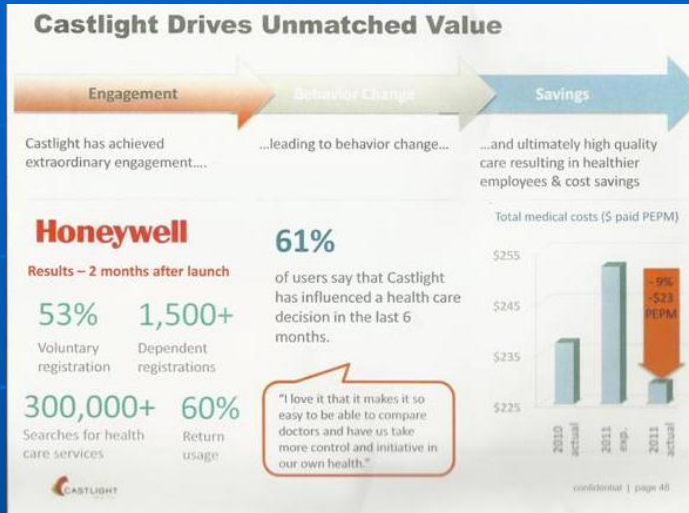 Castlight Drives Unmatched Value
Engagement
Behavior Change
Savings
Castlight has achieved
extraordinary engagement....
...leading to behavior change...
...and ultimately high quality
care resulting in healthier
employees & cost savings
Honeywell
Results – 2 months after launch
53%
Voluntary
registration
1,500+
Dependent
registrations
300,000+
Searches for health
care services
60%
Return
usage
61%
of users say that Castlight
has influenced a health care
decision in the last 6
months.
"I love it that it makes it so
easy to be able to compare
doctors and have us take
more control and initiative in
our own health."
Total medical costs ($ paid PEPM)
$255
$245
$235
$225
- 9%
-$23
PEPM
2010
actual
2011
exp.
2011
actual
CASTLIGHT
confidential | page 48